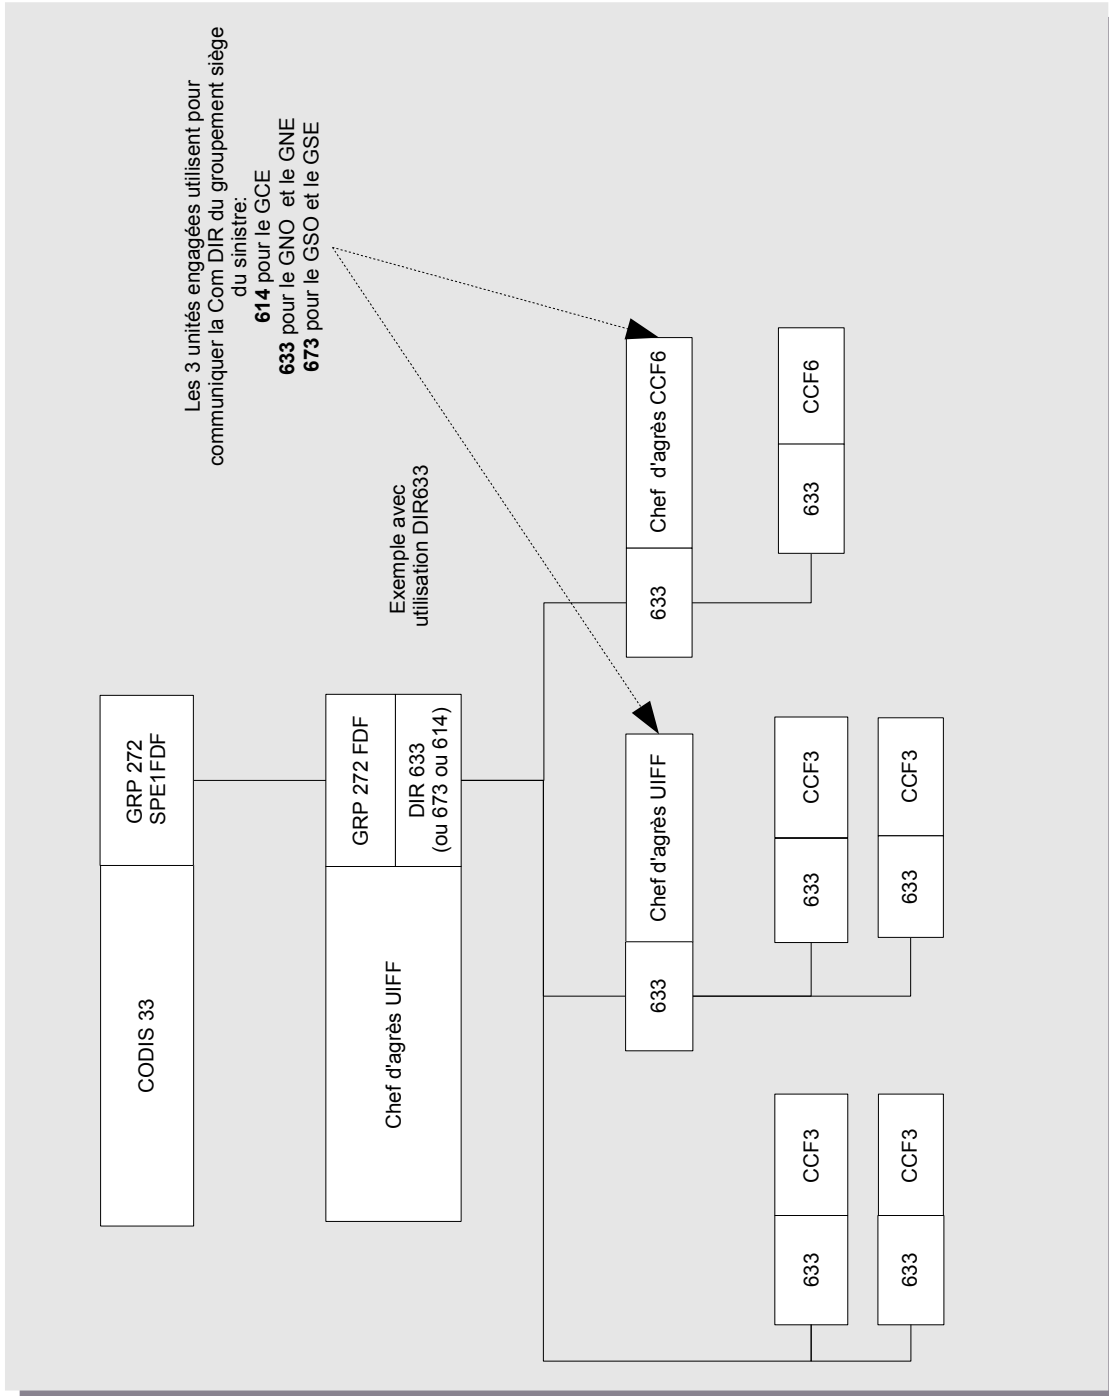 Les 3 unités engagées utilisent pour
communiquer la Com DIR du groupement siège
du sinistre:
614 pour le GCE
633 pour le GNO et le GNE
673 pour le GSO et le GSE
CODIS 33
GRP 272
SPE1FDF
Chef d'agrès UIFF
GRP 272 FDF
DIR 633
(ou 673 ou 614)
Exemple avec
utilisation DIR633
633
Chef d'agrès UIFF
633
Chef d'agrès CCF6
633
CCF3
633
CCF3
633
CCF3
633
CCF3
633
CCF6